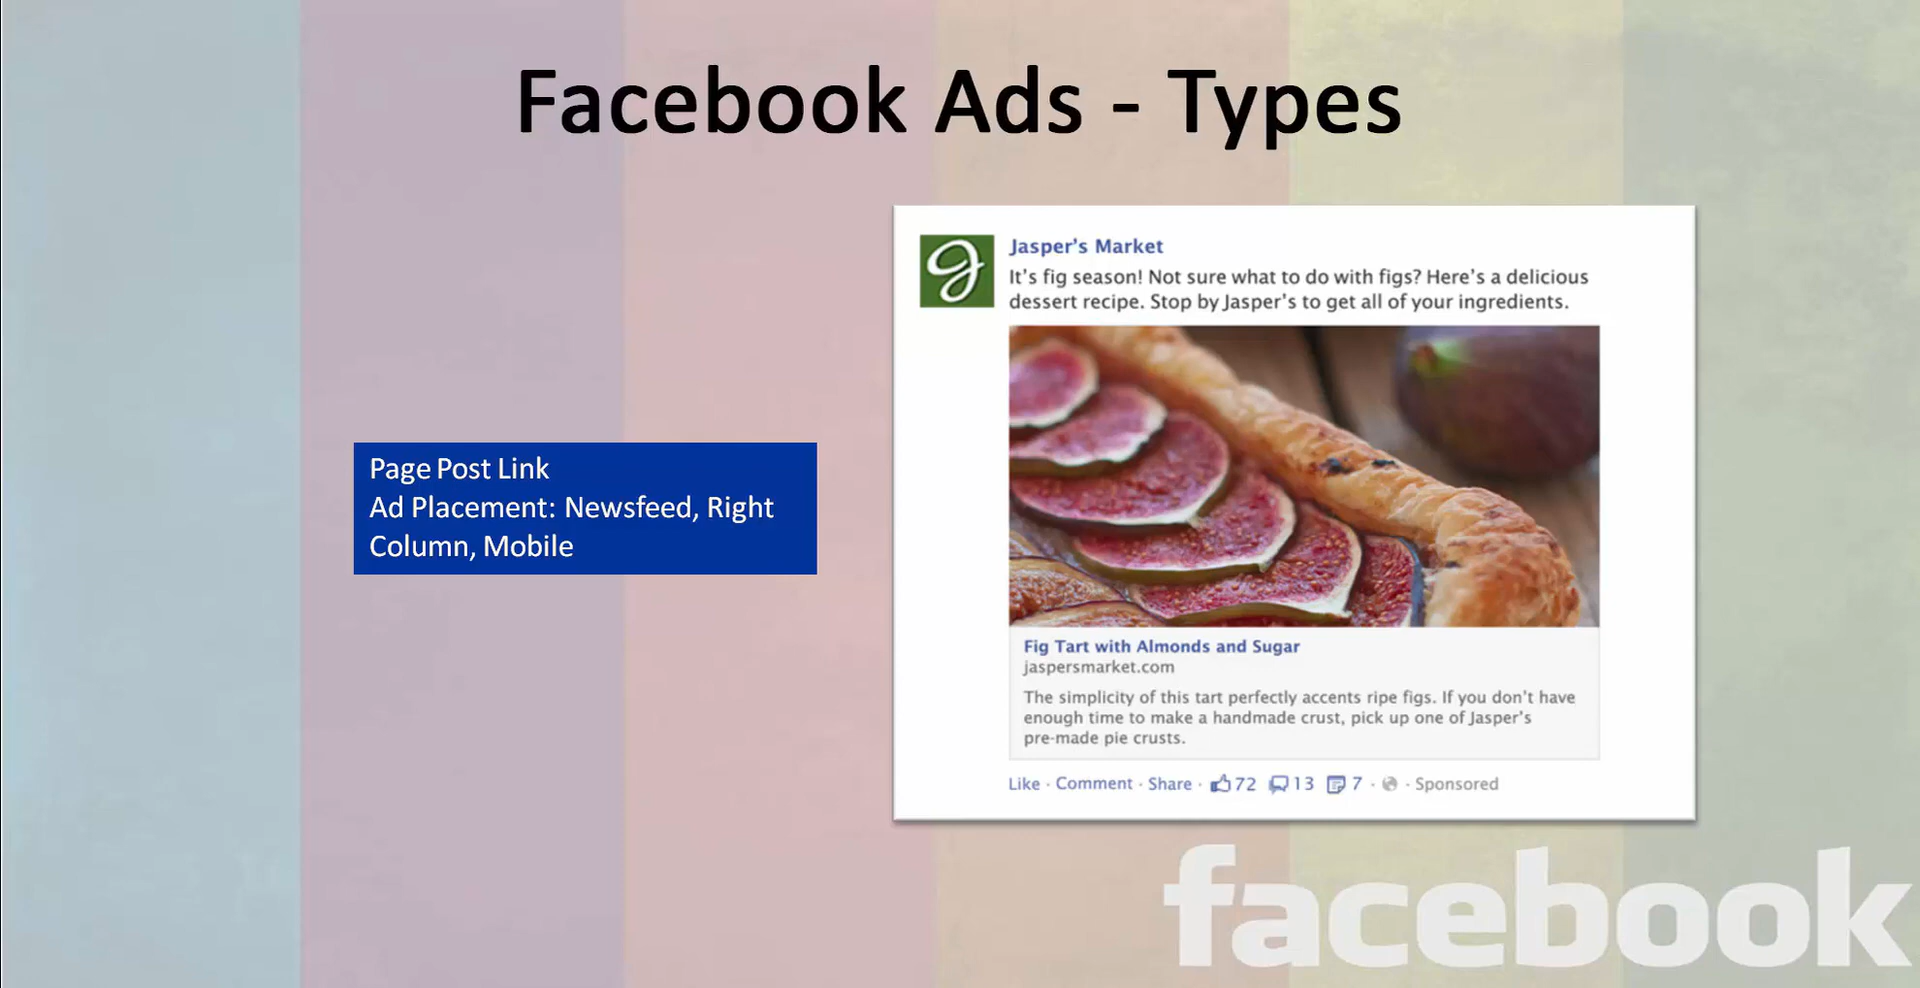 Facebook Ads - Types
Page Post Link
Ad Placement: Newsfeed, Right
Column, Mobile
Jasper's Market
It's fig season! Not sure what to do with figs? Here's a delicious
dessert recipe. Stop by Jasper's to get all of your ingredients.
Fig Tart with Almonds and Sugar
jaspersmarket.com
The simplicity of this tart perfectly accents ripe figs. If you don't have
enough time to make a handmade crust, pick up one of Jasper's
pre-made pie crusts.
Like · Comment · Share · 72 13 7 · · Sponsored
facebook